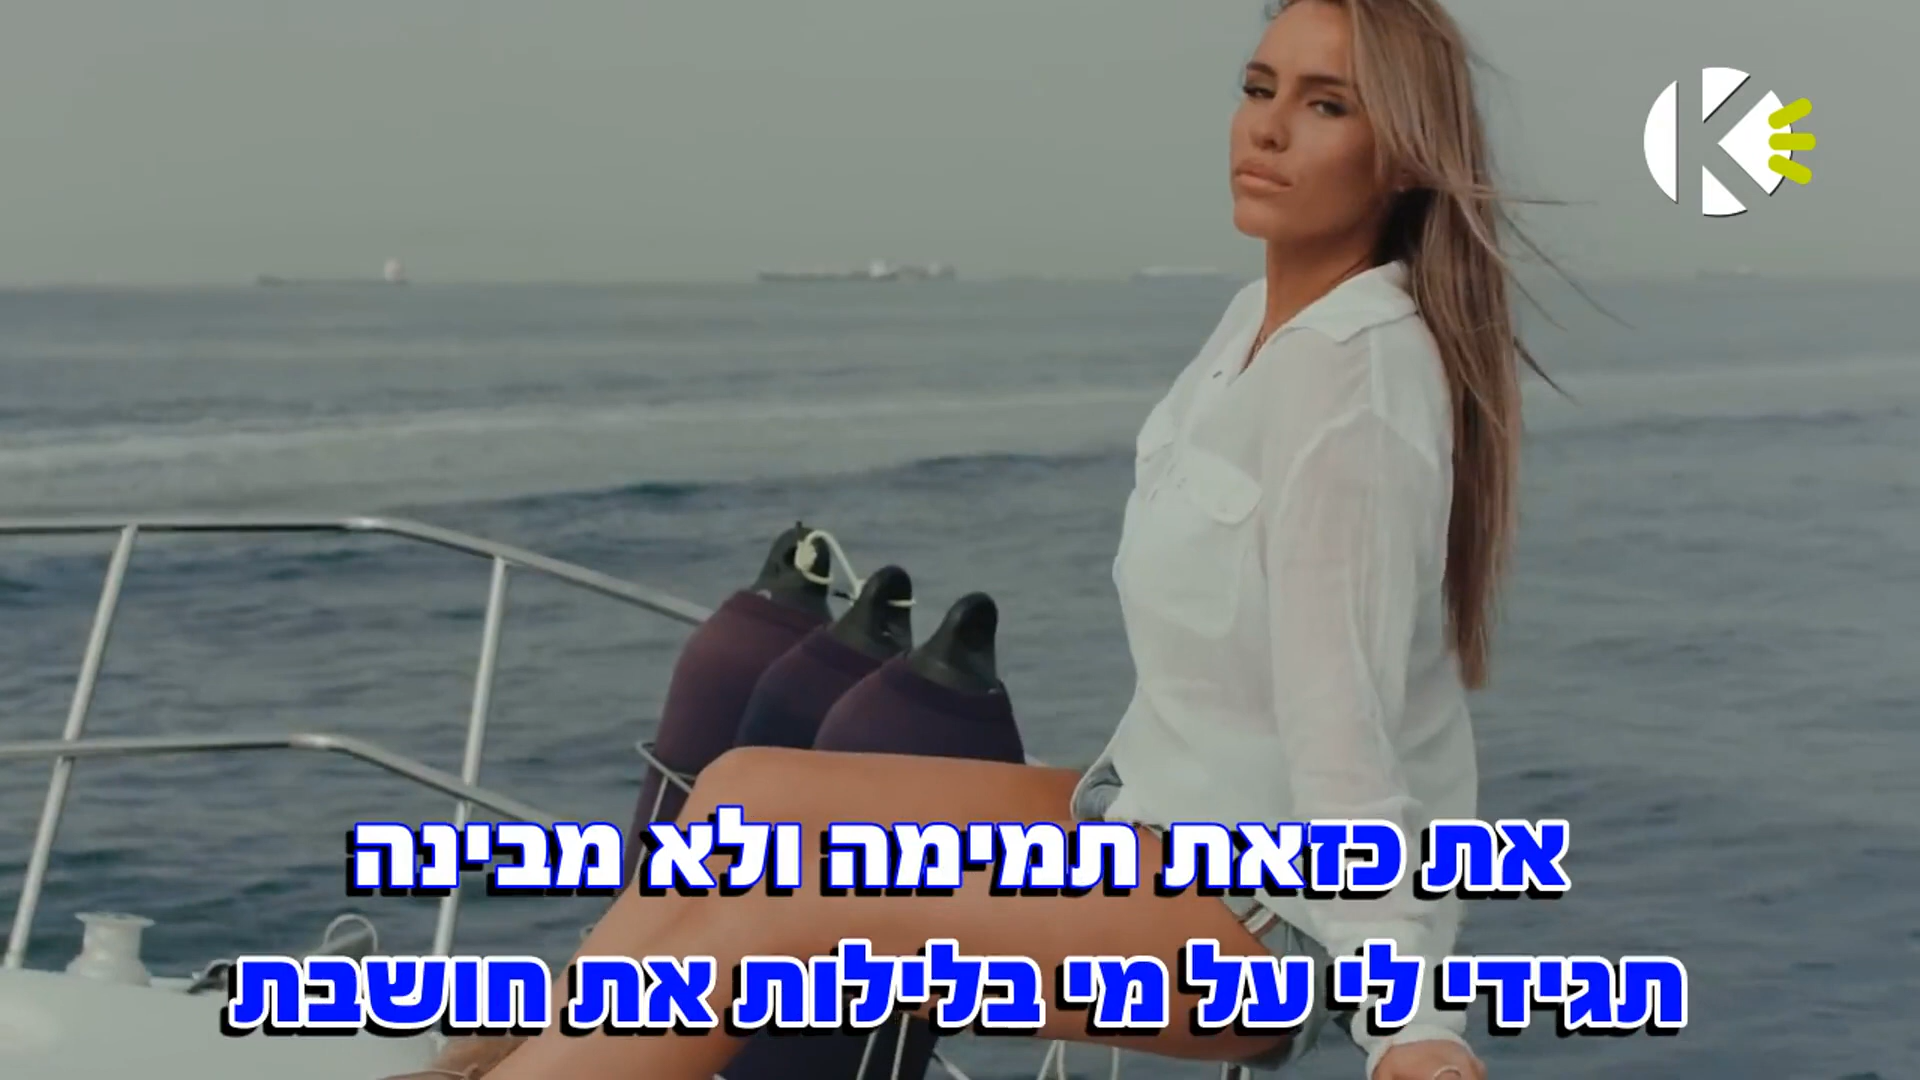 את כזאת תמימה ולא מבינה
תגידי לי על מי בלילות את חושבת